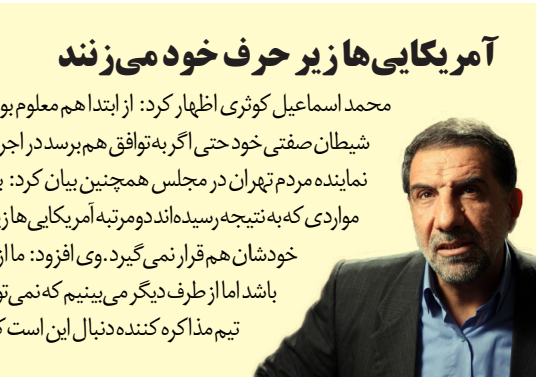 آمریکایی‌ها زیر حرف خود می‌زنند
محمد اسماعیل کوثری اظهار کرد: از ابتدا هم معلوم بو
شیطان صفتی خود حتی اگر به توافق هم برسد در اجر
نماینده مردم تهران در مجلس همچنین بیان کرد:
مواردی که به نتیجه رسیده‌اند دومرتبه آمریکایی‌ها
خودشان هم قرار نمی‌گیرد. وی افزود: ما از
باشد اما از طرف دیگر می‌بینیم که نمی‌تو
تیم مذاکره کننده دنبال این است